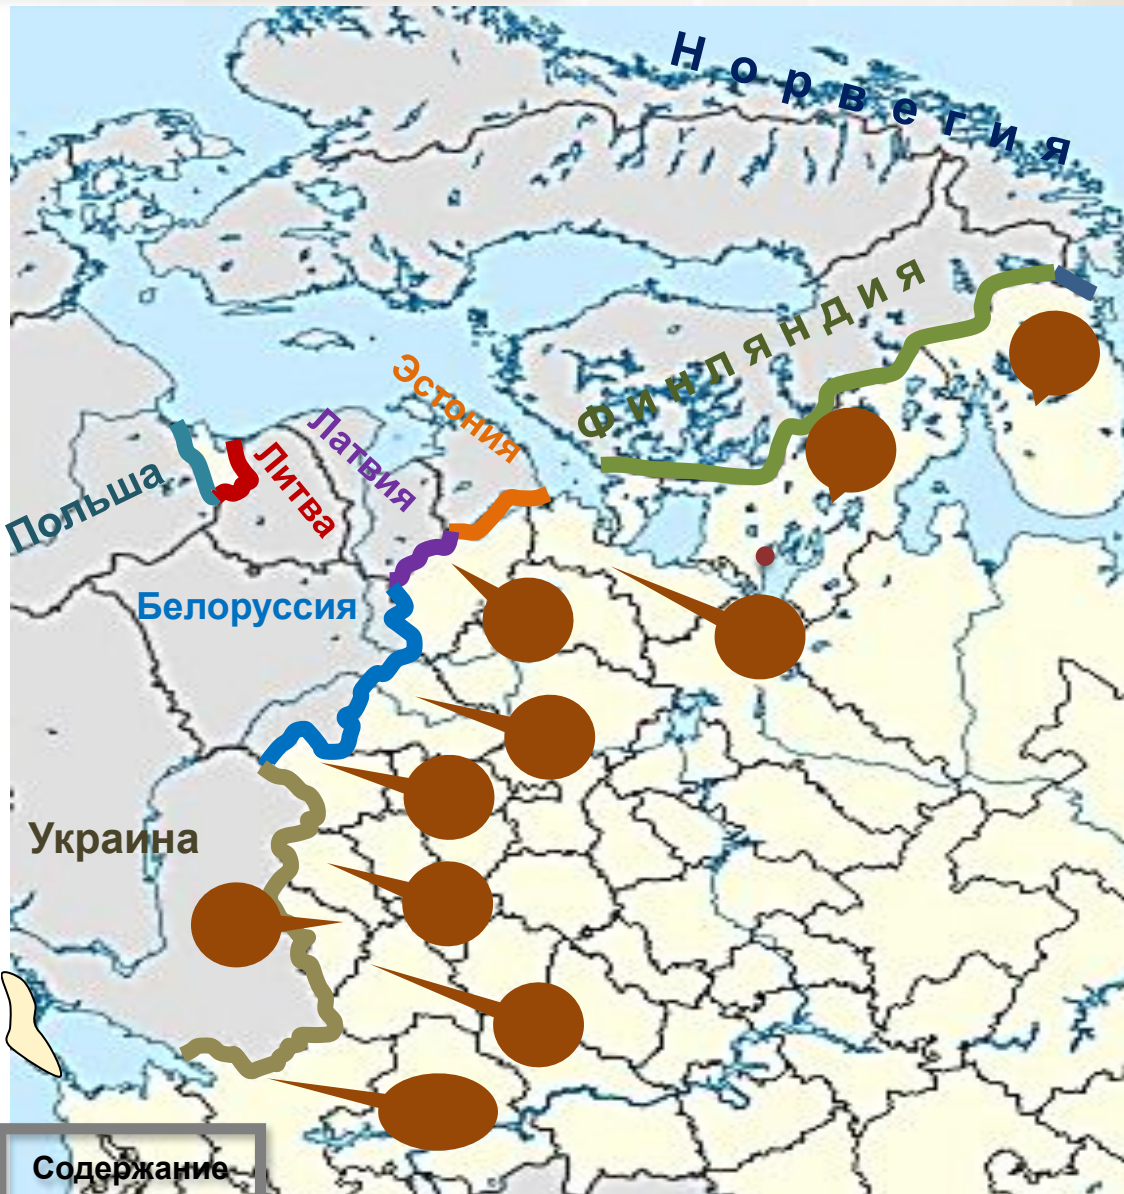 Норвегия
Финляндия
Эстония
Латвия
Литва
Польша
Белоруссия
Украина
Содержание